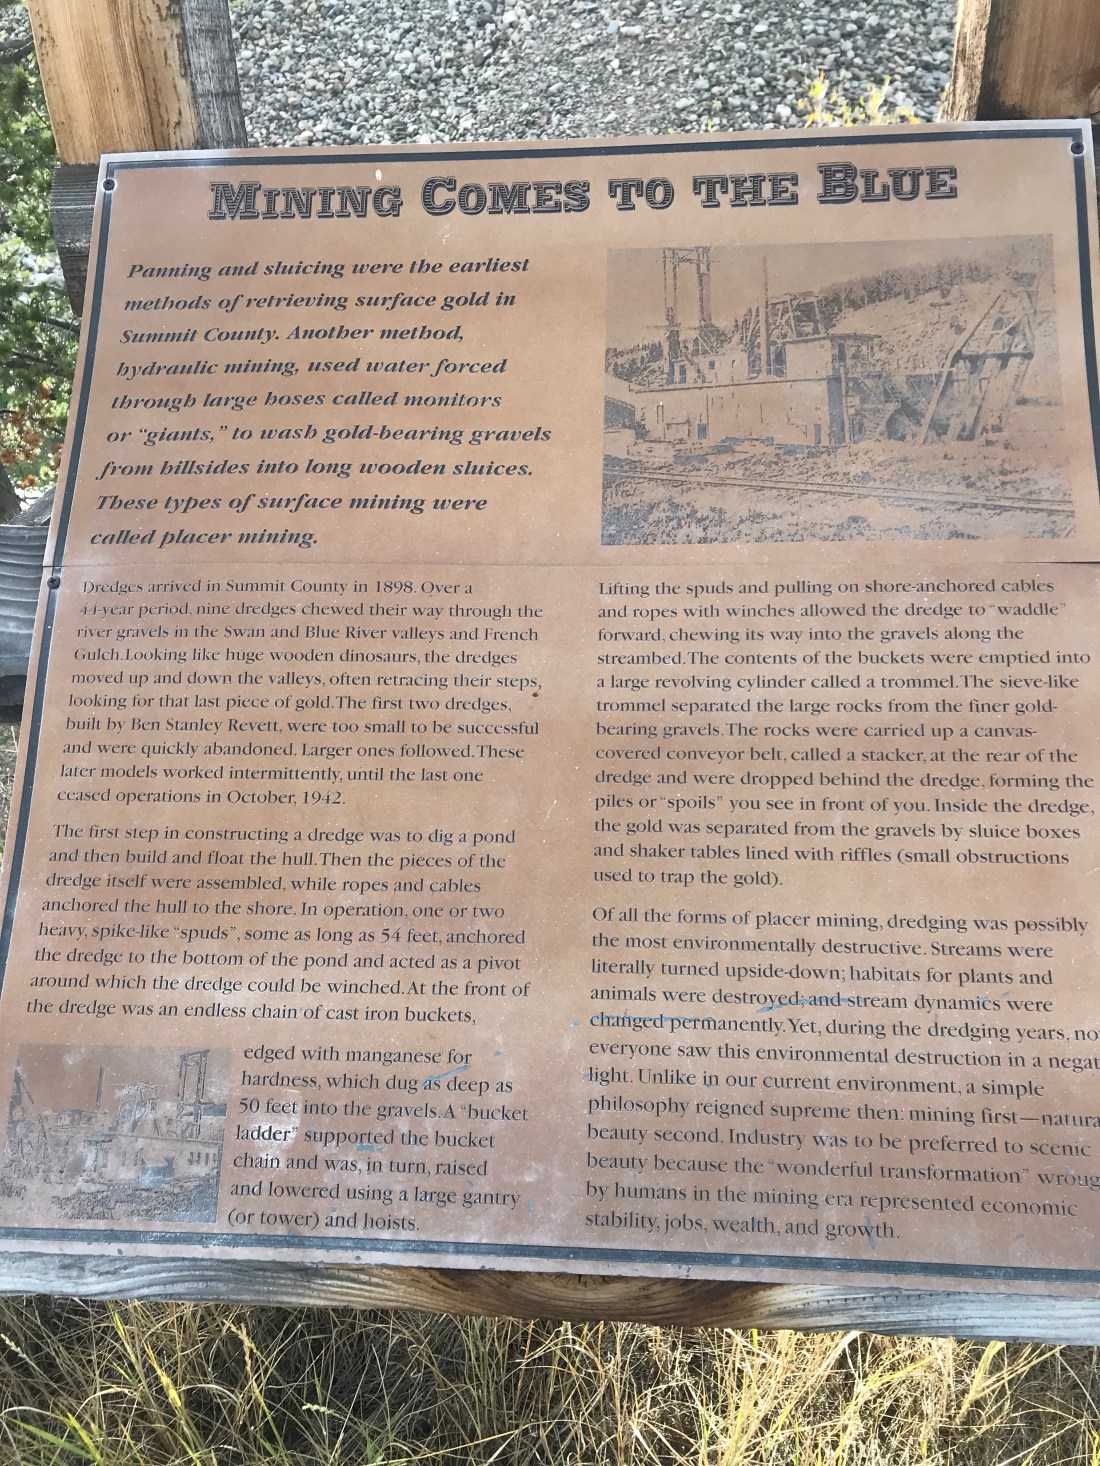 MINING COMES TO THE BLUE
Panning and sluicing were the earliest
methods of retrieving surface gold in
Summit County. Another method,
hydraulic mining, used water forced
through large hoses called monitors
or "giants," to wash gold-bearing gravels
from hillsides into long wooden sluices.
These types of surface mining were
called placer mining.
Dredges arrived in Summit County in 1898. Over a
44-year period, nine dredges chewed their way through the
river gravels in the Swan and Blue River valleys and French
Gulch. Looking like huge wooden dinosaurs, the dredges
moved up and down the valleys, often retracing their steps,
looking for that last piece of gold. The first two dredges,
built by Ben Stanley Revett, were too small to be successful
and were quickly abandoned. Larger ones followed. These
later models worked intermittently, until the last one
ceased operations in October, 1942.
The first step in constructing a dredge was to dig a pond
and then build and float the hull. Then the pieces of the
dredge itself were assembled, while ropes and cables
anchored the hull to the shore. In operation, one or two
heavy, spike-like "spuds", some as long as 54 feet, anchored
the dredge to the bottom of the pond and acted as a pivot
around which the dredge could be winched. At the front of
the dredge was an endless chain of cast iron buckets,
edged with manganese for
hardness, which dug as deep as
50 feet into the gravels. A "bucket
ladder" supported the bucket
chain and was, in turn, raised
and lowered using a large gantry
(or tower) and hoists.
Lifting the spuds and pulling on shore-anchored cables
and ropes with winches allowed the dredge to "waddle"
forward, chewing its way into the gravels along the
streambed. The contents of the buckets were emptied into
a large revolving cylinder called a trommel. The sieve-like
trommel separated the large rocks from the finer gold-
bearing gravels. The rocks were carried up a canvas-
covered conveyor belt, called a stacker, at the rear of the
dredge and were dropped behind the dredge, forming the
piles or "spoils" you see in front of you. Inside the dredge,
the gold was separated from the gravels by sluice boxes
and shaker tables lined with riffles (small obstructions
used to trap the gold).
Of all the forms of placer mining, dredging was possibly
the most environmentally destructive. Streams were
literally turned upside-down; habitats for plants and
animals were destroyed; and stream dynamics were
changed permanently. Yet, during the dredging years, no
everyone saw this environmental destruction in a negat
light. Unlike in our current environment, a simple
philosophy reigned supreme then: mining first—natura
beauty second. Industry was to be preferred to scenic
beauty because the "wonderful transformation" wroug
by humans in the mining era represented economic
stability, jobs, wealth, and growth.